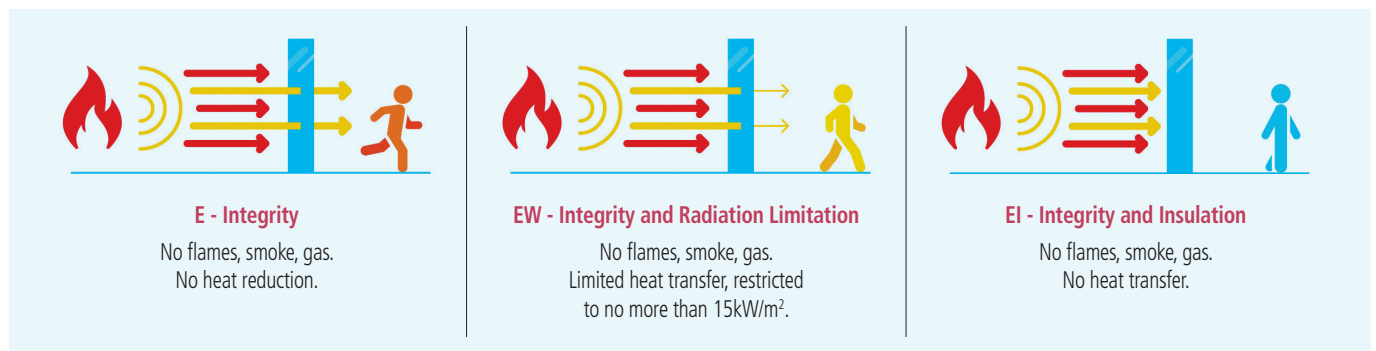 E - Integrity
No flames, smoke, gas.
No heat reduction.
EW - Integrity and Radiation Limitation
No flames, smoke, gas.
Limited heat transfer, restricted
to no more than 15kW/m².
EI - Integrity and Insulation
No flames, smoke, gas.
No heat transfer.